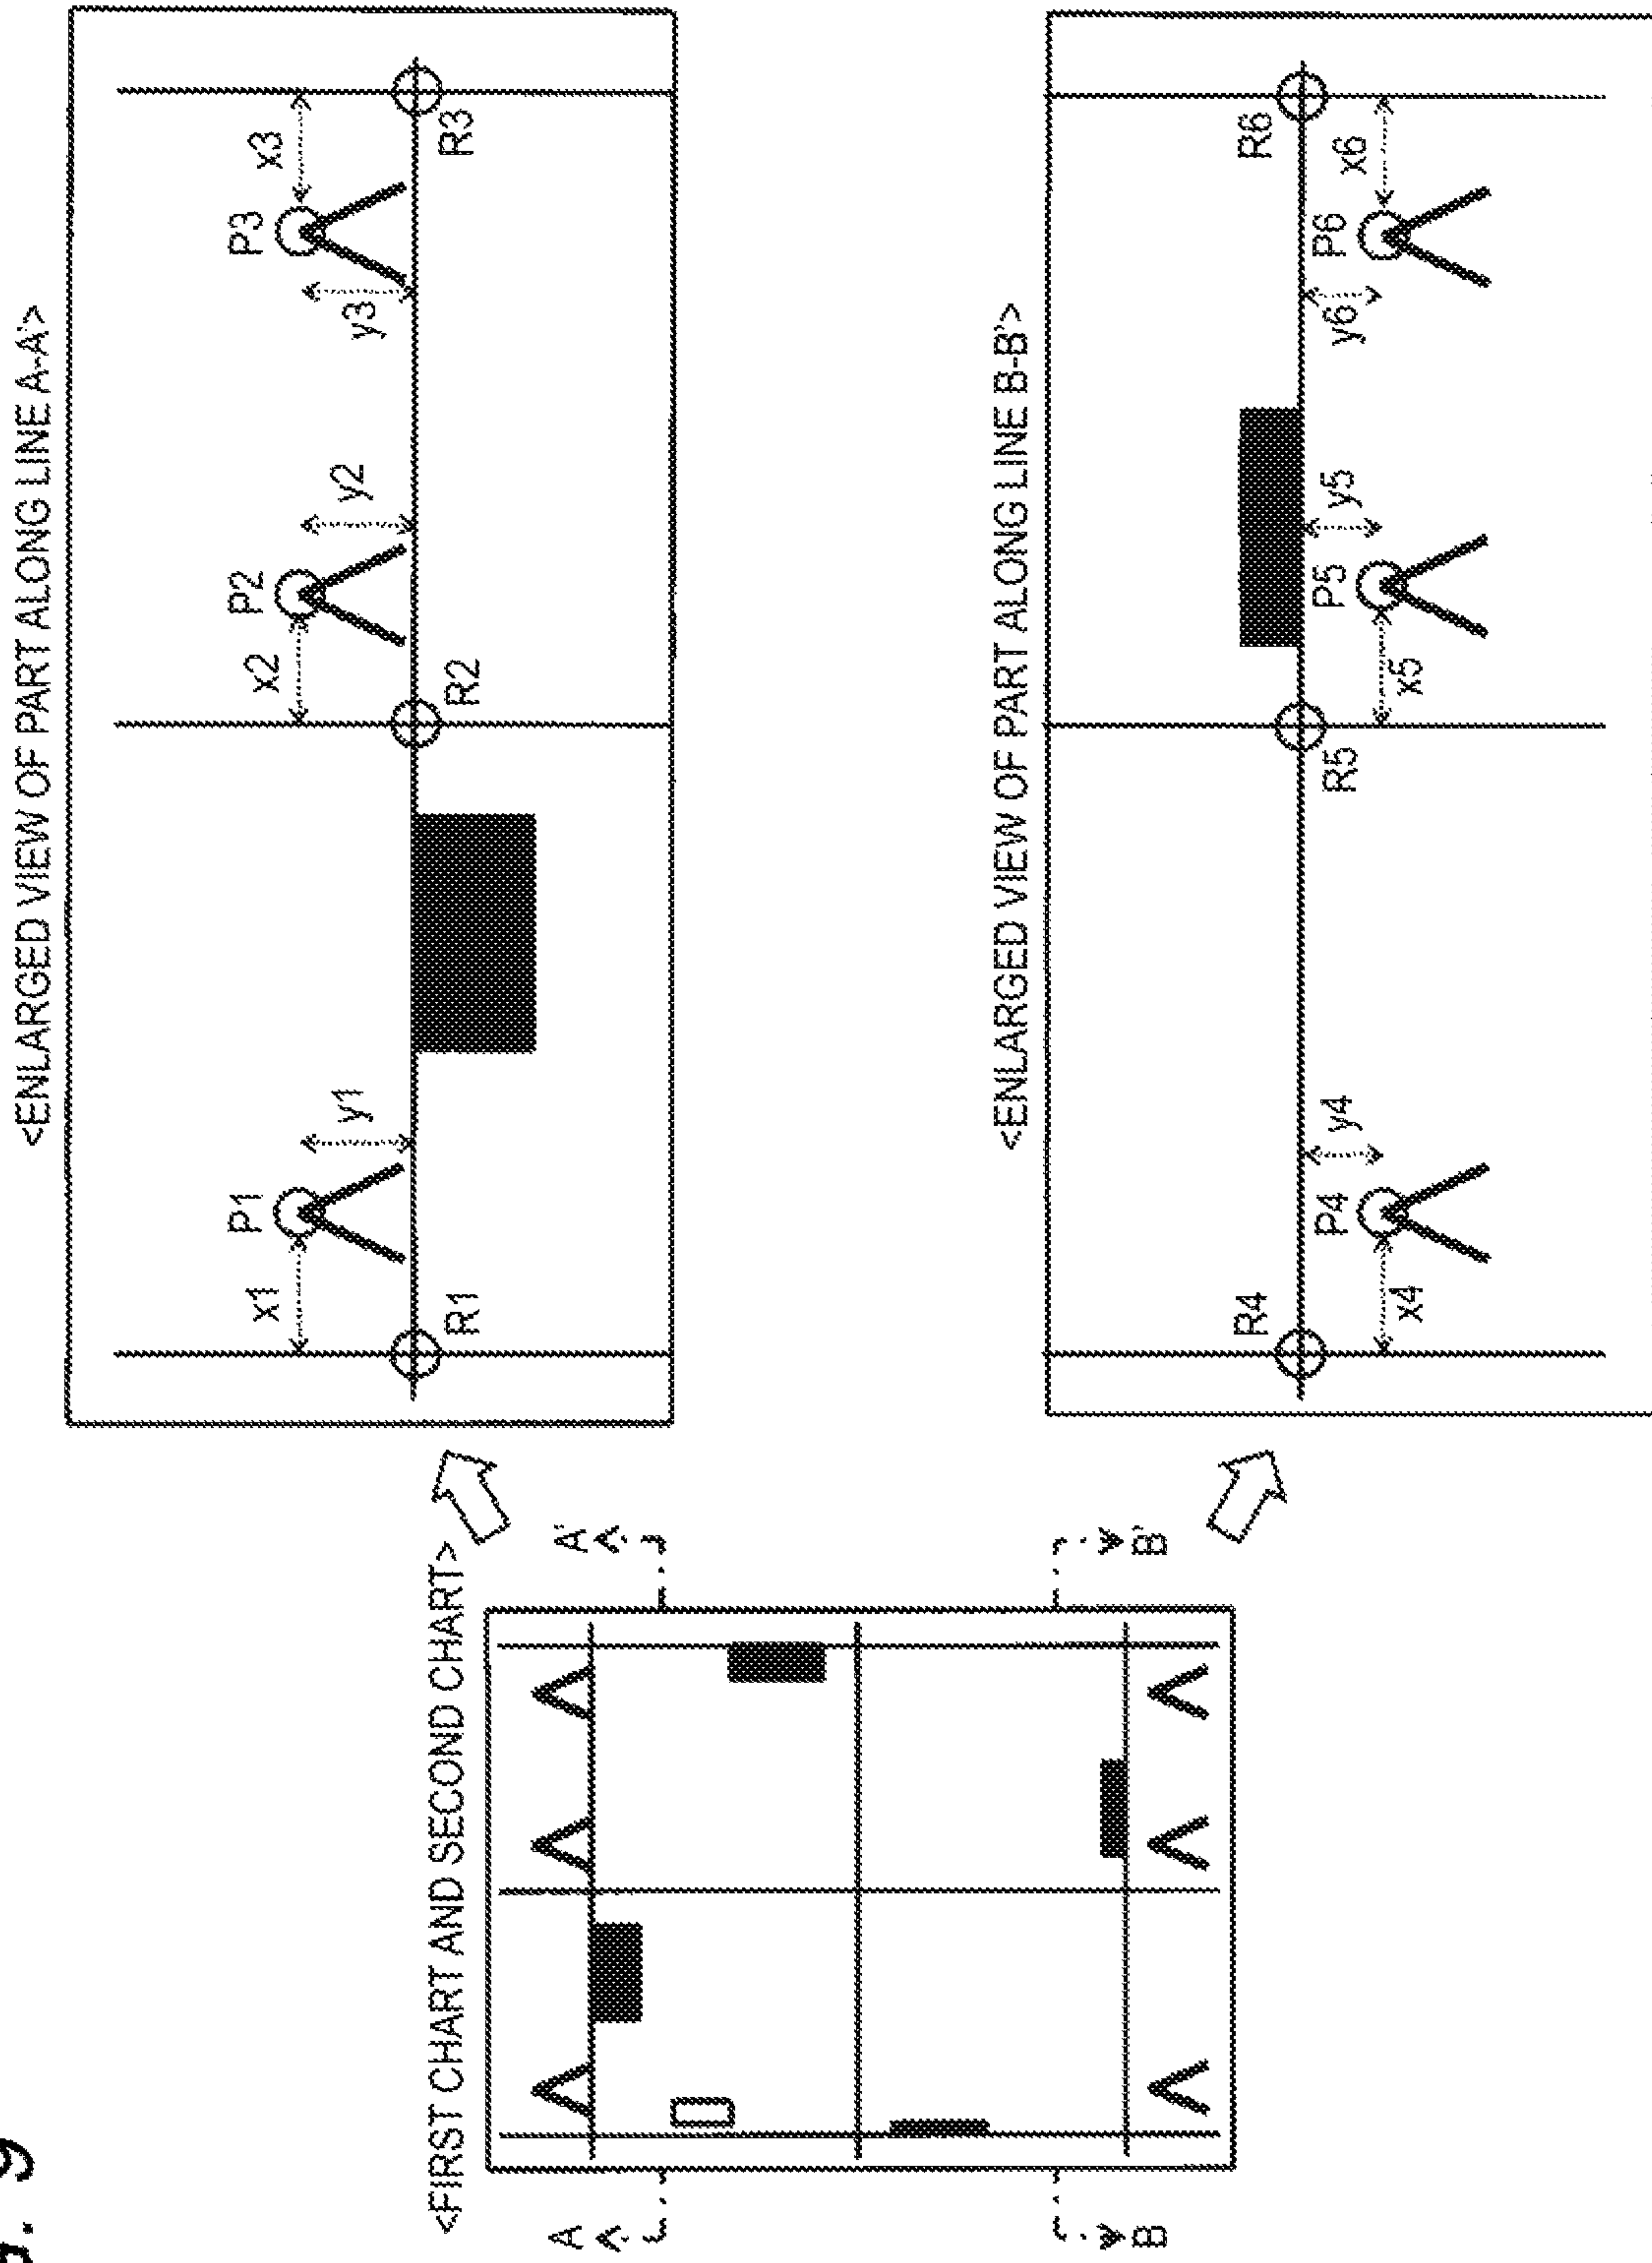 g. 9
<FIRST CHART AND SECOND CHART>
A
A'
B
B'
<ENLARGED VIEW OF PART ALONG LINE A-A'>
P1
P2
P3
x1
y1
x2
y2
y3
x3
R1
R2
R3
<ENLARGED VIEW OF PART ALONG LINE B-B'>
R4
R6
P4
y4
P5
y5
y6
P6
x6
x4
R5
x5